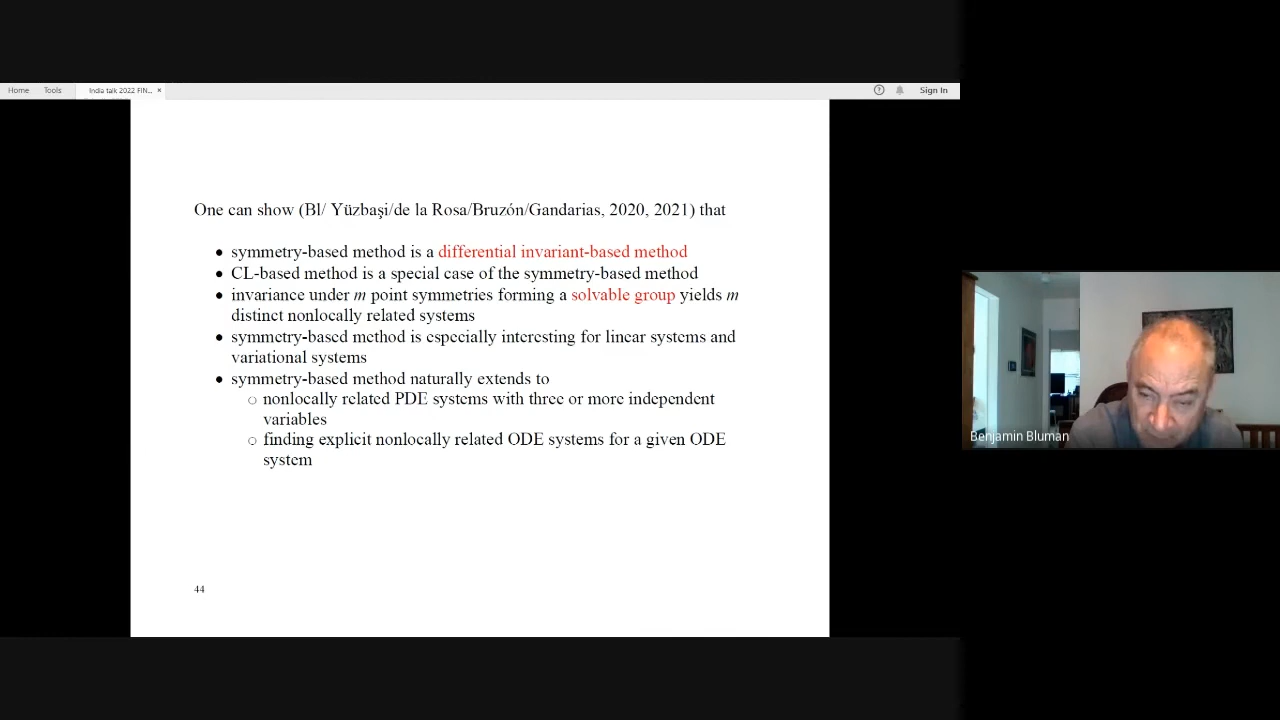 Home Tools India talk 2022 FIN... × Sign In
One can show (Bl/ Yüzbaşi/de la Rosa/Bruzón/Gandarias, 2020, 2021) that
• symmetry-based method is a differential invariant-based method
• CL-based method is a special case of the symmetry-based method
• invariance under m point symmetries forming a solvable group yields m
distinct nonlocally related systems
• symmetry-based method is especially interesting for linear systems and
variational systems
• symmetry-based method naturally extends to
○ nonlocally related PDE systems with three or more independent
variables
○ finding explicit nonlocally related ODE systems for a given ODE
system
44
Benjamin Bluman